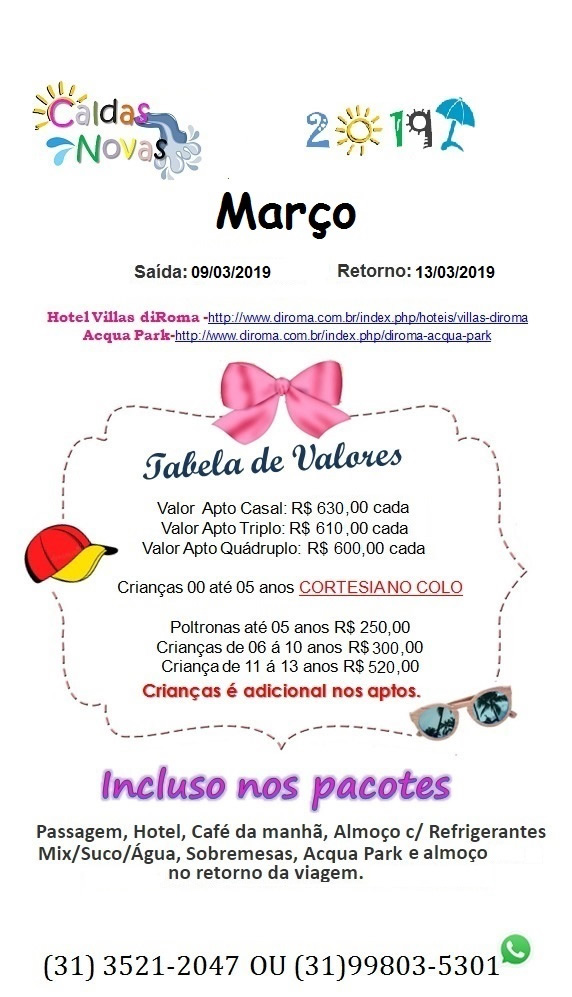 Caldas
Novas
2019
Março
Saída: 09/03/2019 Retorno: 13/03/2019
Hotel Villas diRoma -http://www.diroma.com.br/index.php/hoteis/villas-diroma
Acqua Park-http://www.diroma.com.br/index.php/diroma-acqua-park
Tabela de Valores
Valor Apto Casal: R$ 630,00 cada
Valor Apto Triplo: R$ 610,00 cada
Valor Apto Quádruplo: R$ 600,00 cada
Crianças 00 até 05 anos CORTESIANO COLO
Poltronas até 05 anos R$ 250,00
Crianças de 06 á 10 anos R$ 300,00
Criança de 11 á 13 anos R$ 520,00
Crianças é adicional nos aptos.
Incluso nos pacotes
Passagem, Hotel, Café da manhã, Almoço c/ Refrigerantes
Mix/Suco/Água, Sobremesas, Acqua Park e almoço
no retorno da viagem.
(31) 3521-2047 OU (31)99803-5301